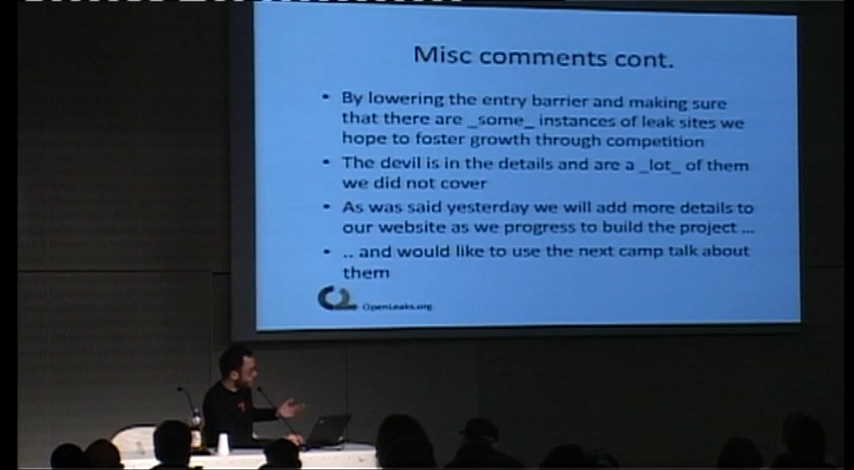 Misc comments cont.
• By lowering the entry barrier and making sure
that there are _some_ instances of leak sites we
hope to foster growth through competition
• The devil is in the details and are a _lot_ of them
we did not cover
• As was said yesterday we will add more details to
our website as we progress to build the project ...
• .. and would like to use the next camp talk about
them
OpenLeaks.org